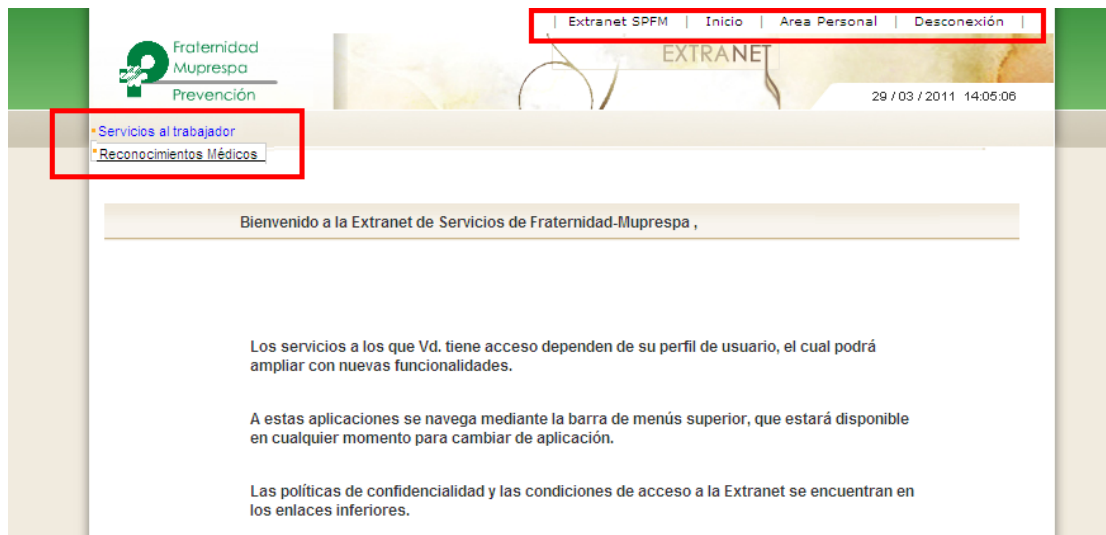 | Extranet SPFM | Inicio | Area Personal | Desconexión |
Fraternidad
Muprespa
Prevención
EXTRANET
29 / 03 / 2011 14:05:06
Servicios al trabajador
Reconocimientos Médicos
Bienvenido a la Extranet de Servicios de Fraternidad-Muprespa ,
Los servicios a los que Vd. tiene acceso dependen de su perfil de usuario, el cual podrá
ampliar con nuevas funcionalidades.
A estas aplicaciones se navega mediante la barra de menús superior, que estará disponible
en cualquier momento para cambiar de aplicación.
Las políticas de confidencialidad y las condiciones de acceso a la Extranet se encuentran en
los enlaces inferiores.